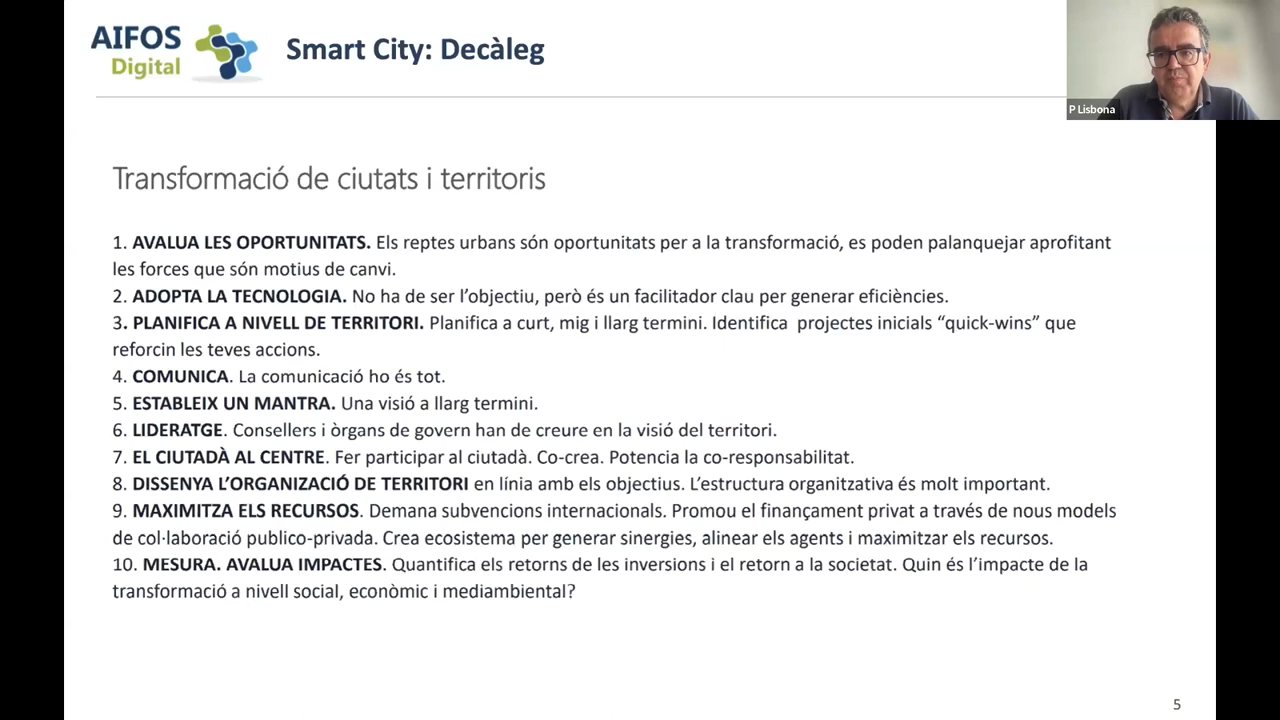 AIFOS
Digital
Smart City: Decàleg
P Lisbona
Transformació de ciutats i territoris
1. AVALUA LES OPORTUNITATS. Els reptes urbans són oportunitats per a la transformació, es poden palanquejar aprofitant
les forces que són motius de canvi.
2. ADOPTA LA TECNOLOGIA. No ha de ser l’objectiu, però és un facilitador clau per generar eficiències.
3. PLANIFICA A NIVELL DE TERRITORI. Planifica a curt, mig i llarg termini. Identifica  projectes inicials “quick-wins” que
reforcin les teves accions.
4. COMUNICA. La comunicació ho és tot.
5. ESTABLEIX UN MANTRA. Una visió a llarg termini.
6. LIDERATGE. Consellers i òrgans de govern han de creure en la visió del territori.
7. EL CIUTADÀ AL CENTRE. Fer participar al ciutadà. Co-crea. Potencia la co-responsabilitat.
8. DISSENYA L’ORGANIZACIÓ DE TERRITORI en línia amb els objectius. L’estructura organitzativa és molt important.
9. MAXIMITZA ELS RECURSOS. Demana subvencions internacionals. Promou el finançament privat a través de nous models
de col·laboració publico-privada. Crea ecosistema per generar sinergies, alinear els agents i maximitzar els recursos.
10. MESURA. AVALUA IMPACTES. Quantifica els retorns de les inversions i el retorn a la societat. Quin és l’impacte de la
transformació a nivell social, econòmic i mediambiental?
5